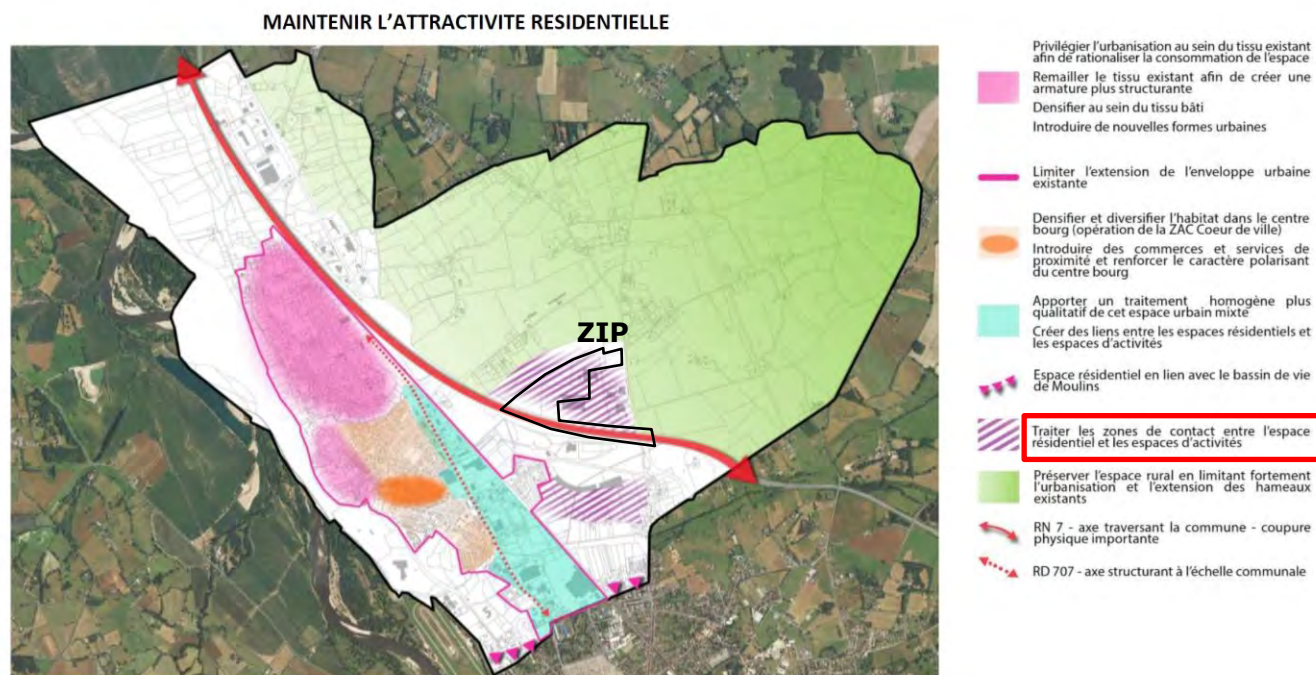 MAINTENIR L'ATTRACTIVITE RESIDENTIELLE
ZIP
Privilégier l'urbanisation au sein du tissu existant
afin de rationaliser la consommation de l'espace
Remailler le tissu existant afin de créer une
armature plus structurante
Densifier au sein du tissu bâti
Introduire de nouvelles formes urbaines
Limiter l'extension de l'enveloppe urbaine
existante
Densifier et diversifier l'habitat dans le centre
bourg (opération de la ZAC Coeur de ville)
Introduire des commerces et services de
proximité et renforcer le caractère polarisant
du centre bourg
Apporter un traitement homogène plus
qualitatif de cet espace urbain mixte
Créer des liens entre les espaces résidentiels et
les espaces d'activités
Espace résidentiel en lien avec le bassin de vie
de Moulins
Traiter les zones de contact entre l'espace
résidentiel et les espaces d'activités
Préserver l'espace rural en limitant fortement
l'urbanisation et l'extension des hameaux
existants
RN 7 - axe traversant la commune - coupure
physique importante
RD 707 - axe structurant à l'échelle communale